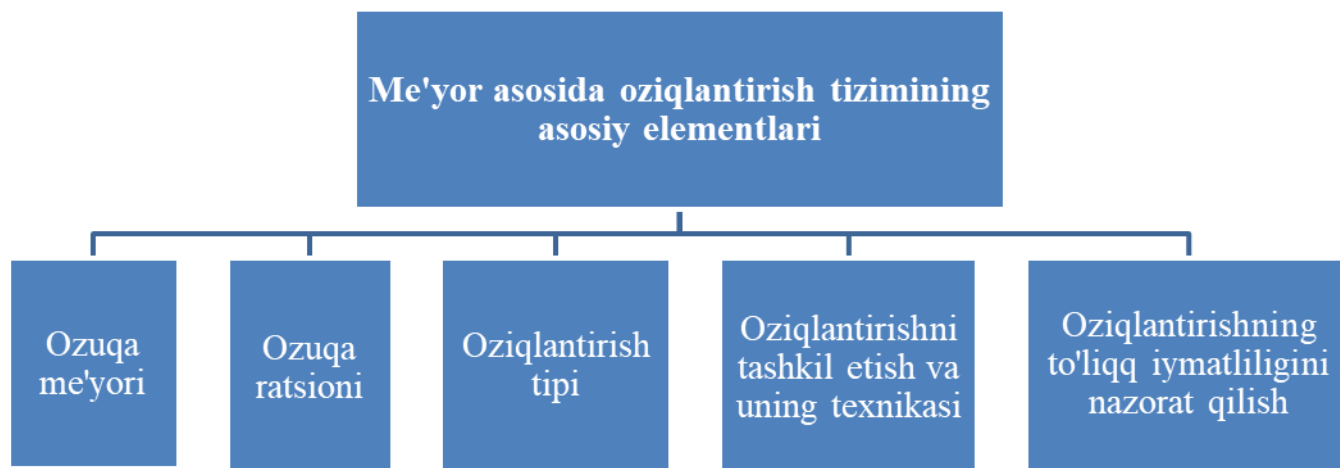 Me'yor asosida oziqlantirish tizimining
asosiy elementlari
Ozuqa
me'yori
Ozuqa
ratsioni
Oziqlantirish
tipi
Oziqlantirishni
tashkil etish va
uning texnikasi
Oziqlantirishning
to'liqq iymatliligini
nazorat qilish